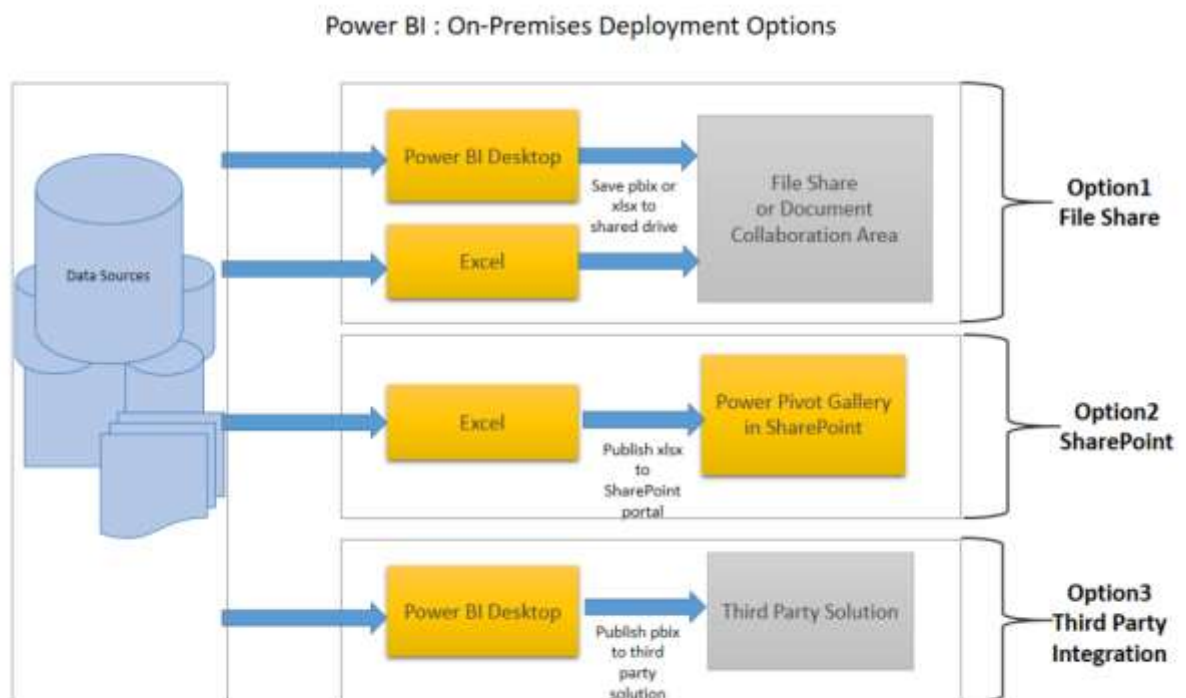 Power BI : On-Premises Deployment Options
Data Sources
Power BI Desktop
Save pbix or
xlsx to
shared drive
Excel
File Share
or Document
Collaboration Area
Option1
File Share
Excel
Publish xlsx
to
SharePoint
portal
Power Pivot Gallery
in SharePoint
Option2
SharePoint
Power BI Desktop
Publish pbix
to third
party
solution
Third Party Solution
Option3
Third Party
Integration